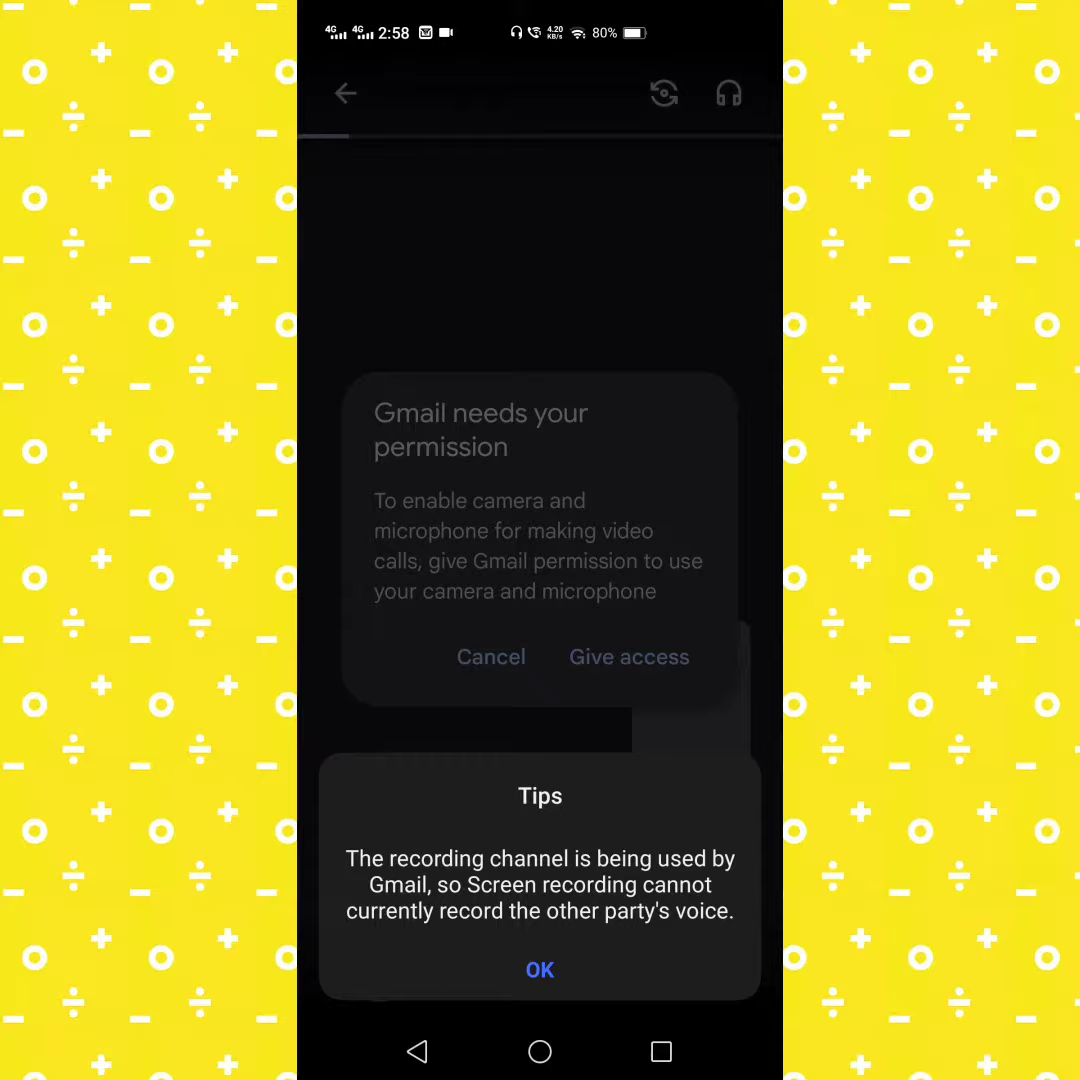 4G 4G 2:58 4.20 KB/s 80%
Gmail needs your
permission
To enable camera and
microphone for making video
calls, give Gmail permission to use
your camera and microphone
Cancel Give access
Tips
The recording channel is being used by
Gmail, so Screen recording cannot
currently record the other party's voice.
OK